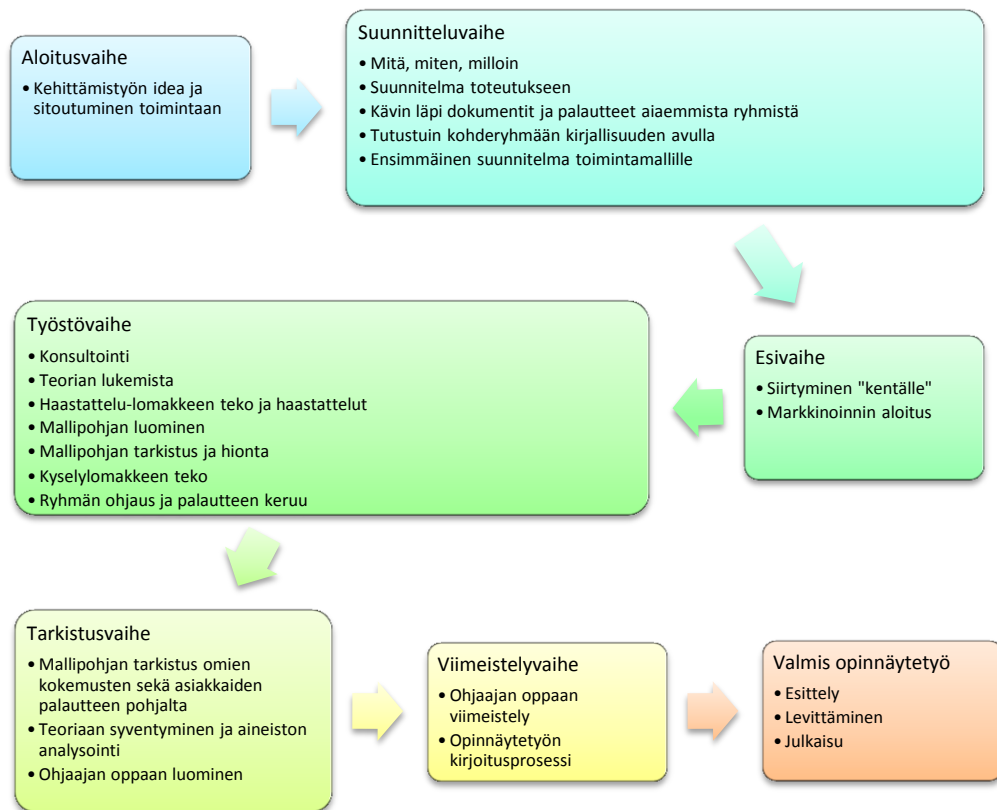 Aloitusvaihe
• Kehittämistyön idea ja
sitoutuminen toimintaan
Suunnitteluvaihe
• Mitä, miten, milloin
• Suunnitelma toteutukseen
• Kävin läpi dokumentit ja palautteet aiaemmista ryhmistä
• Tutustuin kohderyhmään kirjallisuuden avulla
• Ensimmäinen suunnitelma toimintamallille
Esivaihe
• Siirtyminen "kentälle"
• Markkinoinnin aloitus
Työstövaihe
• Konsultointi
• Teorian lukemista
• Haastattelu-lomakkeen teko ja haastattelut
• Mallipohjan luominen
• Mallipohjan tarkistus ja hionta
• Kyselylomakkeen teko
• Ryhmän ohjaus ja palautteen keruu
Tarkistusvaihe
• Mallipohjan tarkistus omien
kokemusten sekä asiakkaiden
palautteen pohjalta
• Teoriaan syventyminen ja aineiston
analysointi
• Ohjaajan oppaan luominen
Viimeistelyvaihe
• Ohjaajan oppaan
viimeistely
• Opinnäytetyön
kirjoitusprosessi
Valmis opinnäytetyö
• Esittely
• Levittäminen
• Julkaisu